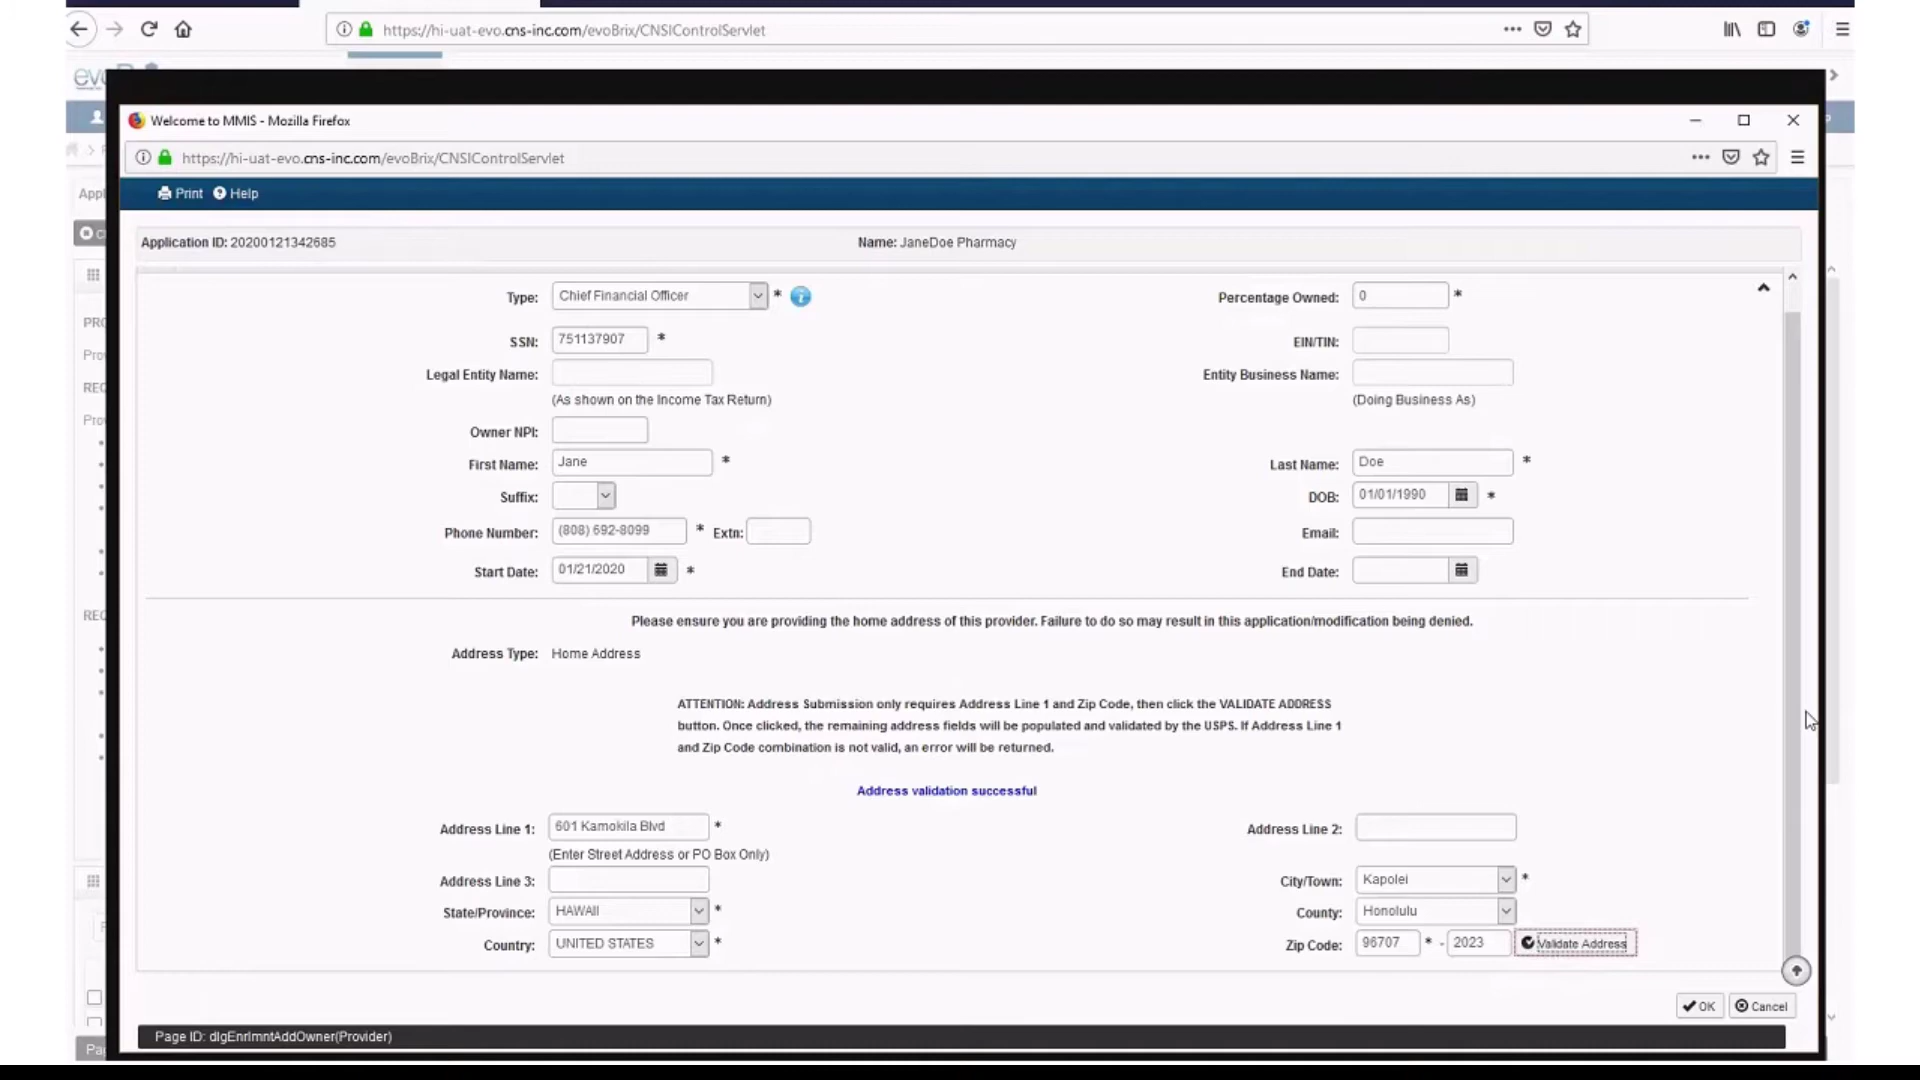 https://hi-uat-evo.cns-inc.com/evoBrix/CNSIControlServlet
Welcome to MMIS - Mozilla Firefox
https://hi-uat-evo.cns-inc.com/evoBrix/CNSIControlServlet
Print Help
Application ID: 20200121342685 Name: JaneDoe Pharmacy
Type: Chief Financial Officer * Percentage Owned: 0 *
SSN: 751137907 * EIN/TIN:
Legal Entity Name: Entity Business Name:
(As shown on the Income Tax Return) (Doing Business As)
Owner NPI:
First Name: Jane * Last Name: Doe *
Suffix: DOB: 01/01/1990 *
Phone Number: (808) 692-8099 * Extn: Email:
Start Date: 01/21/2020 * End Date:
Please ensure you are providing the home address of this provider. Failure to do so may result in this application/modification being denied.
Address Type: Home Address
ATTENTION: Address Submission only requires Address Line 1 and Zip Code, then click the VALIDATE ADDRESS
button. Once clicked, the remaining address fields will be populated and validated by the USPS. If Address Line 1
and Zip Code combination is not valid, an error will be returned.
Address validation successful
Address Line 1: 601 Kamokila Blvd * Address Line 2:
(Enter Street Address or PO Box Only)
Address Line 3: City/Town: Kapolei *
State/Province: HAWAII * County: Honolulu
Country: UNITED STATES * Zip Code: 96707 * - 2023 Validate Address
OK Cancel
Page ID: dlgEnrlmntAddOwner(Provider)